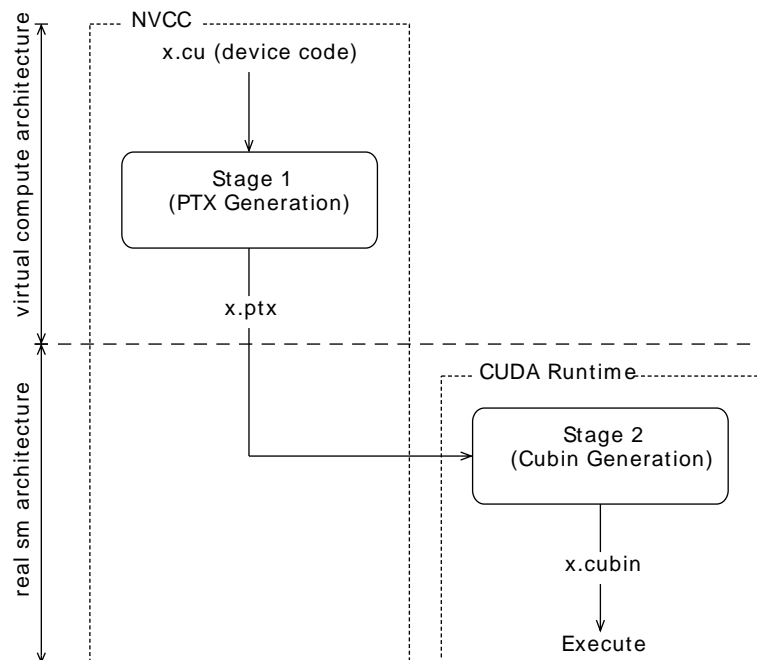 NVCC
x.cu (device code)
virtual compute architecture
Stage 1
(PTX Generation)
x.ptx
real sm architecture
CUDA Runtime
Stage 2
(Cubin Generation)
x.cubin
Execute